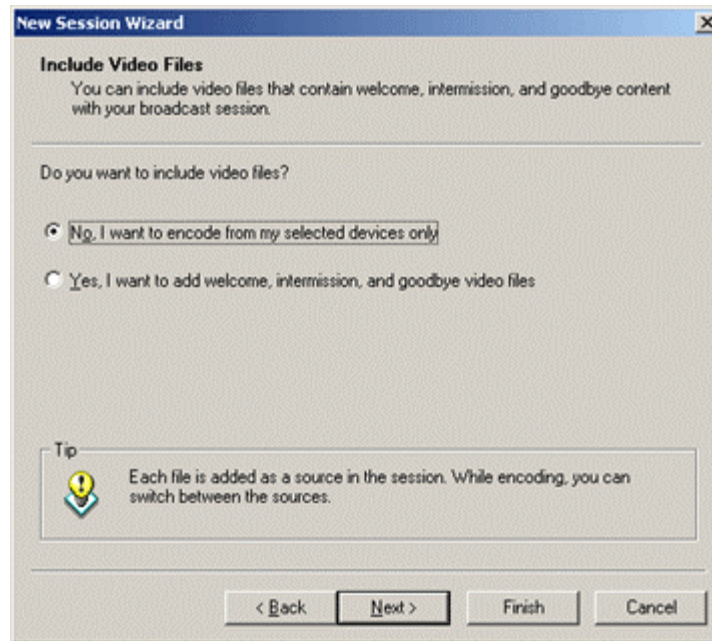 New Session Wizard
Include Video Files
You can include video files that contain welcome, intermission, and goodbye content
with your broadcast session.
Do you want to include video files?
No, I want to encode from my selected devices only
Yes, I want to add welcome, intermission, and goodbye video files
Tip
Each file is added as a source in the session. While encoding, you can
switch between the sources.
< Back Next > Finish Cancel